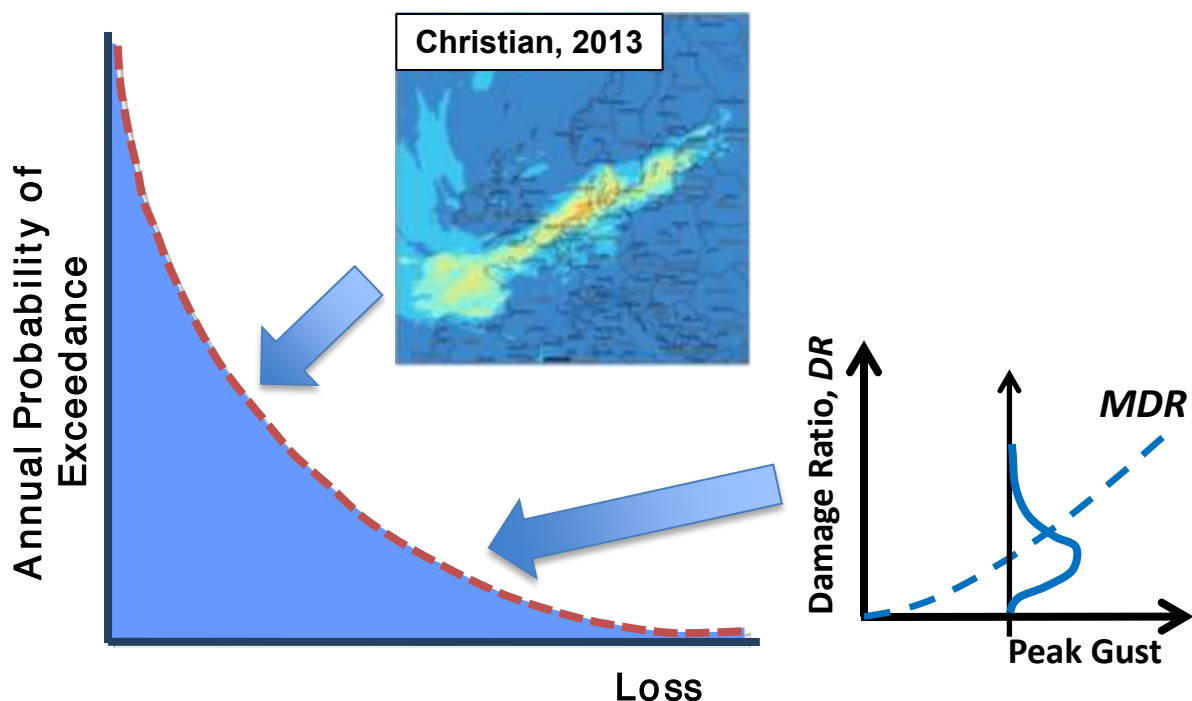 Christian, 2013
Annual Probability of
Exceedance
Loss
Damage Ratio, DR
MDR
Peak Gust